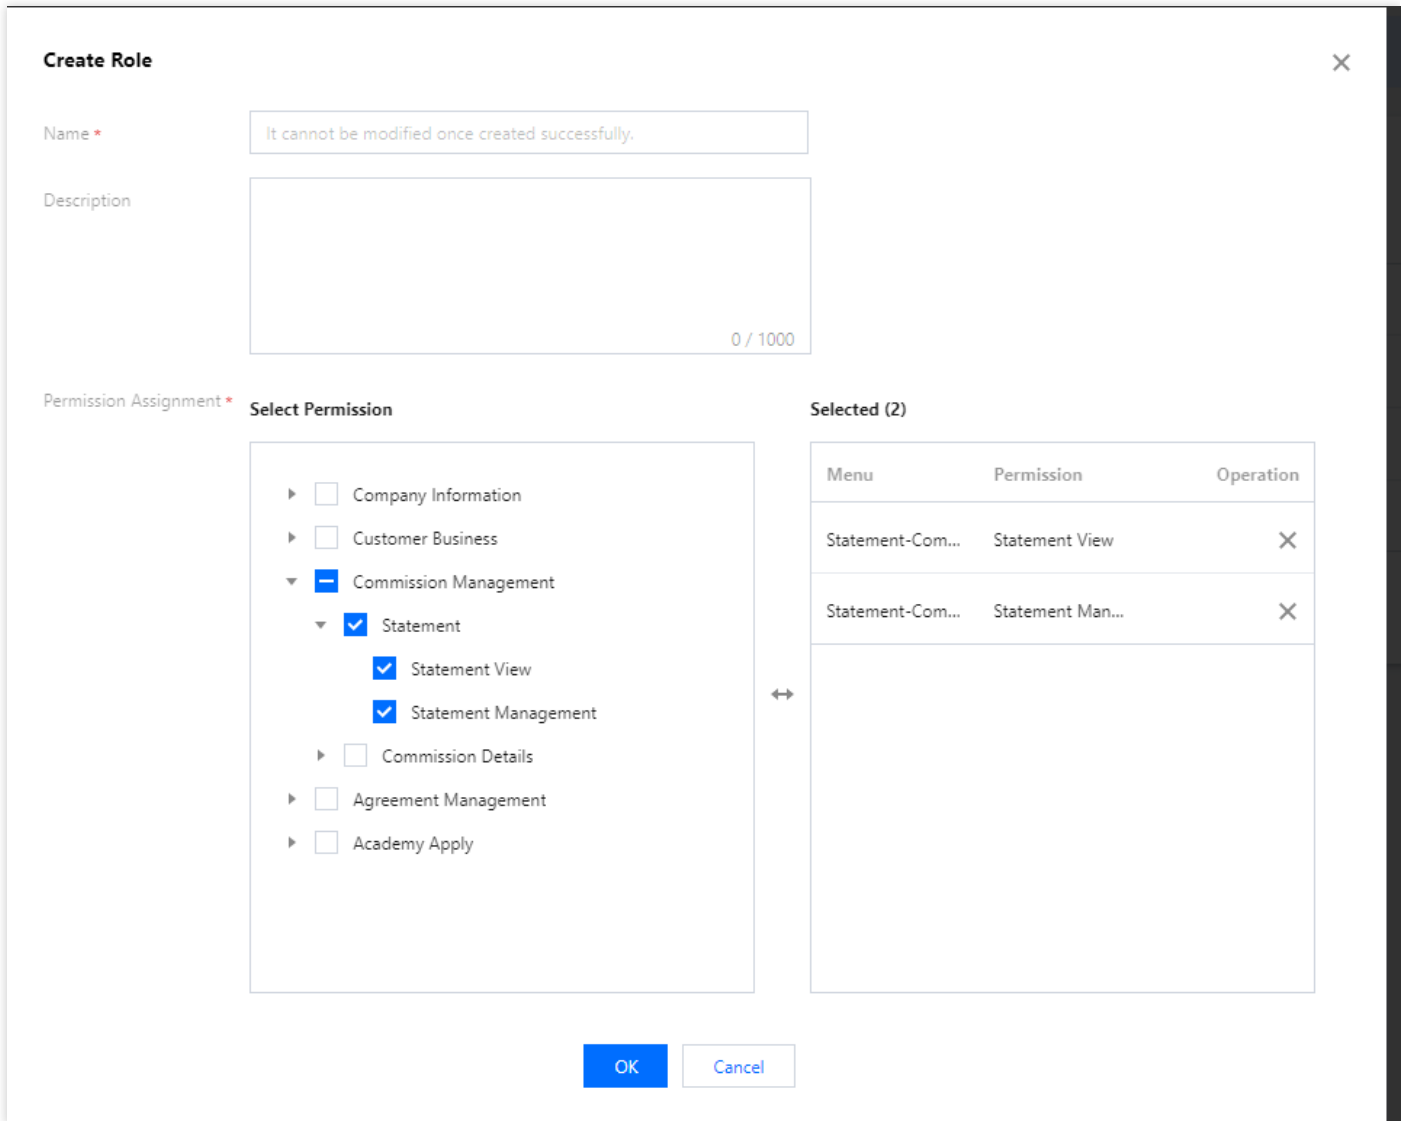 Create Role
Name *
It cannot be modified once created successfully.
Description
0 / 1000
Permission Assignment *
Select Permission
Selected (2)
Company Information
Customer Business
Commission Management
Statement
Statement View
Statement Management
Commission Details
Agreement Management
Academy Apply
Menu Permission Operation
Statement-Com... Statement View
Statement-Com... Statement Man...
OK Cancel